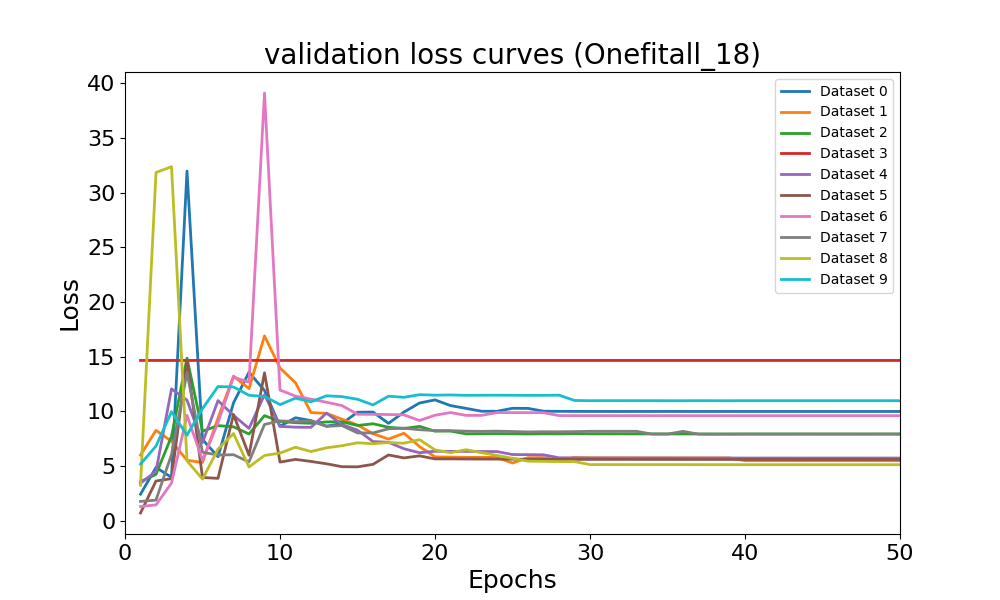 validation loss curves (Onefitall_18)
Loss
40
35
30
25
20
15
10
5
0
Dataset 0
Dataset 1
Dataset 2
Dataset 3
Dataset 4
Dataset 5
Dataset 6
Dataset 7
Dataset 8
Dataset 9
0 10 20 30 40 50
Epochs